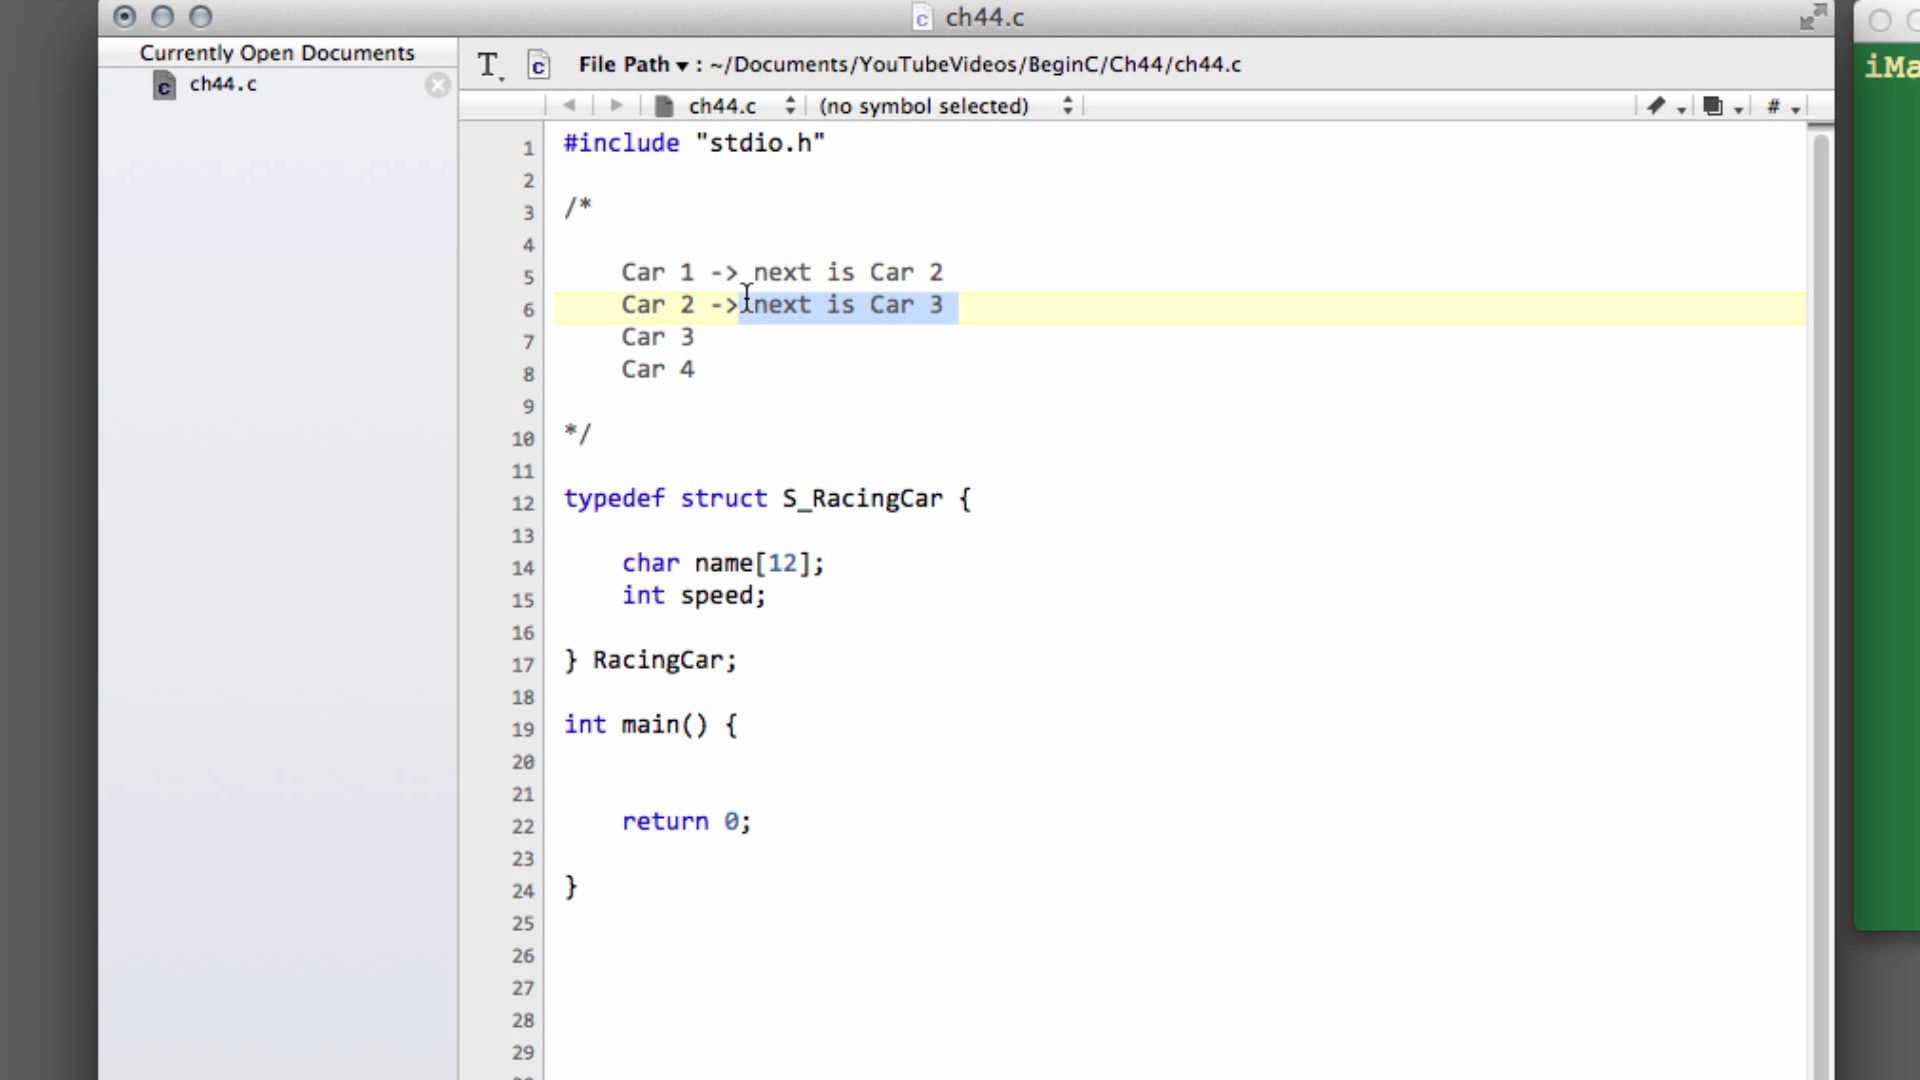 ch44.c
Currently Open Documents
ch44.c
File Path : ~/Documents/YouTubeVideos/BeginC/Ch44/ch44.c
ch44.c (no symbol selected) #
1 #include "stdio.h"
2
3 /*
4
5 Car 1 -> next is Car 2
6 Car 2 -> next is Car 3
7 Car 3
8 Car 4
9
10 */
11
12 typedef struct S_RacingCar {
13
14 char name[12];
15 int speed;
16
17 } RacingCar;
18
19 int main() {
20
21
22 return 0;
23
24 }
25
26
27
28
29
iMa